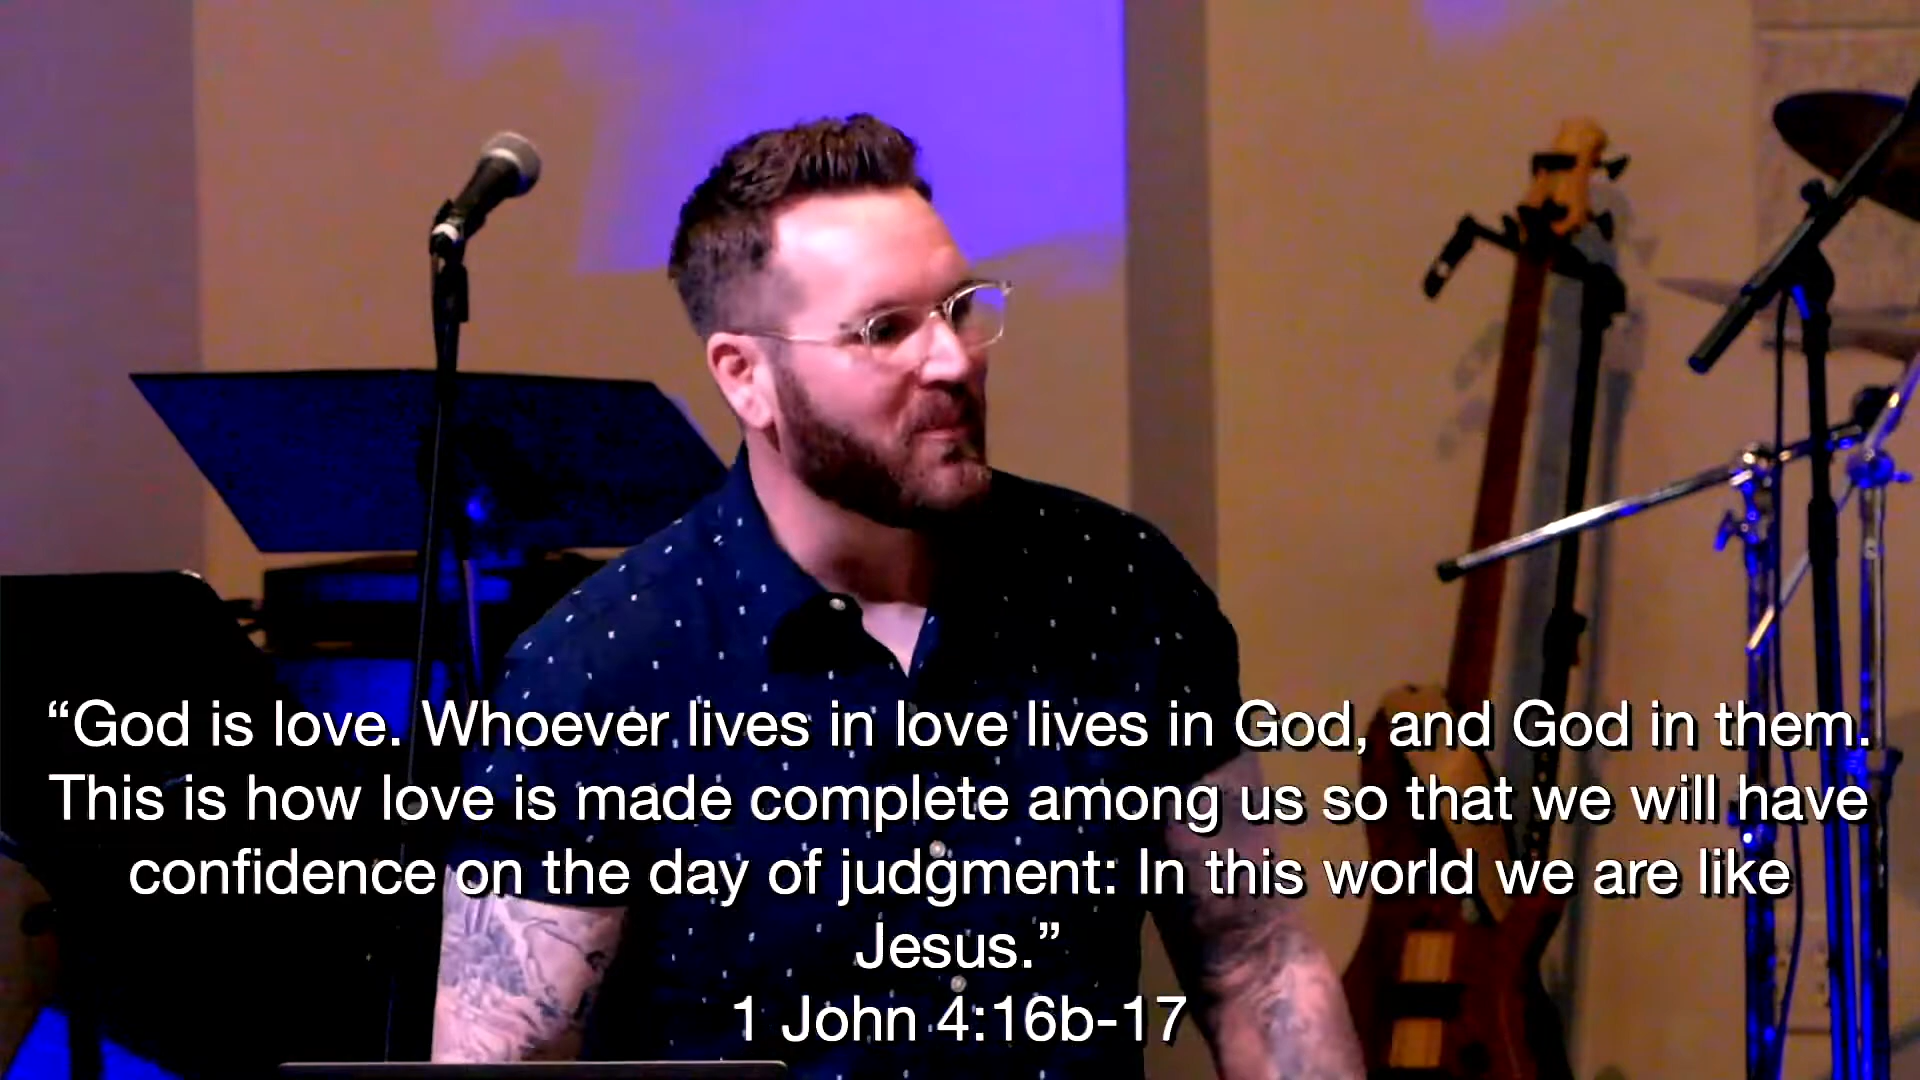 “God is love. Whoever lives in love lives in God, and God in them.
This is how love is made complete among us so that we will have
confidence on the day of judgment: In this world we are like
Jesus.”
1 John 4:16b-17